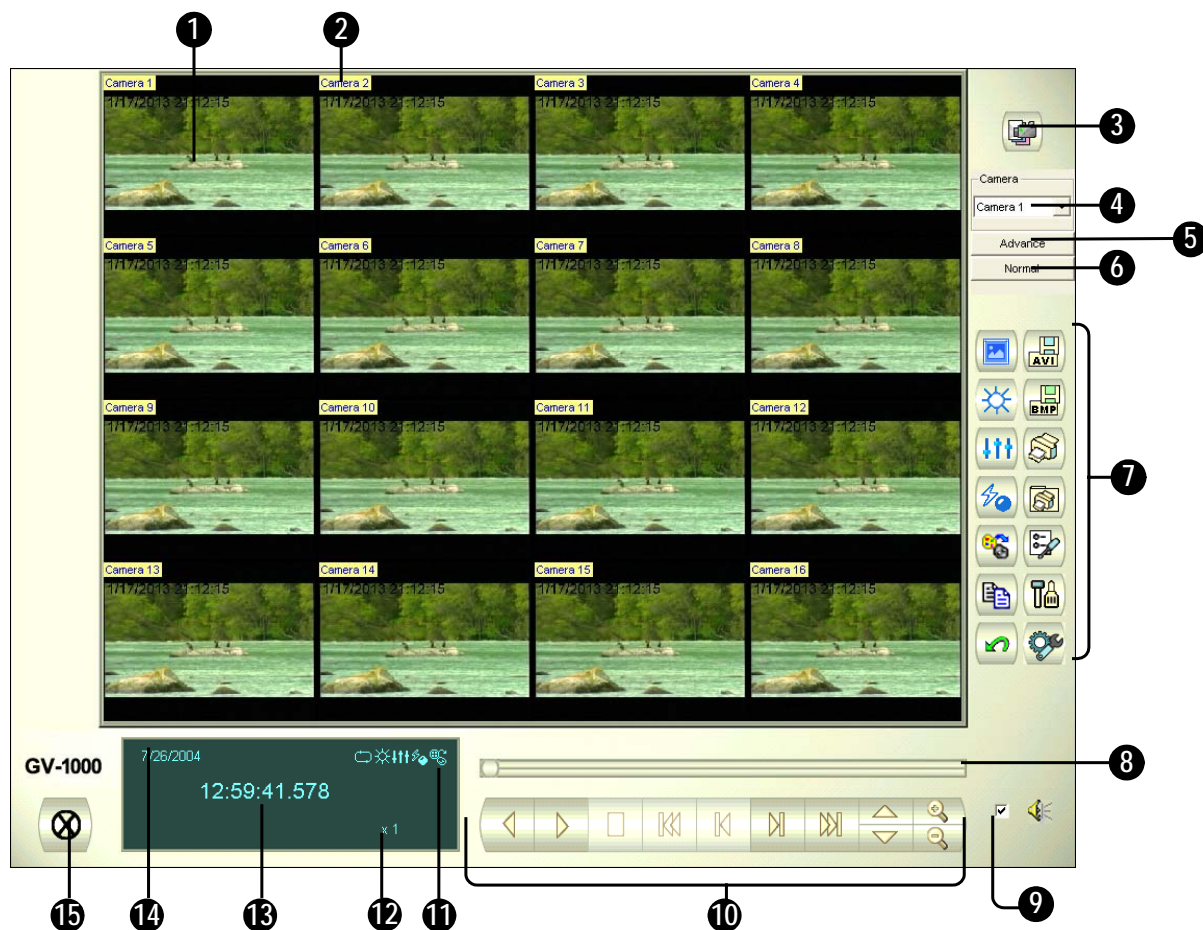 1 2
Camera 1 Camera 2 Camera 3 Camera 4
1/17/2013 21:12:15 1/17/2013 21:12:15 1/17/2013 21:12:15 1/17/2013 21:12:15
3
Camera
Camera 1 4
Advance 5
Normal 6
Camera 5 Camera 6 Camera 7 Camera 8
1/17/2013 21:12:15 1/17/2013 21:12:15 1/17/2013 21:12:15 1/17/2013 21:12:15
AVI
BMP
7
Camera 9 Camera 10 Camera 11 Camera 12
1/17/2013 21:12:15 1/17/2013 21:12:15 1/17/2013 21:12:15 1/17/2013 21:12:15
Camera 13 Camera 14 Camera 15 Camera 16
1/17/2013 21:12:15 1/17/2013 21:12:15 1/17/2013 21:12:15 1/17/2013 21:12:15
GV-1000
7/26/2004
12:59:41.578
x 1
8
15 14 13 12 11 10 9